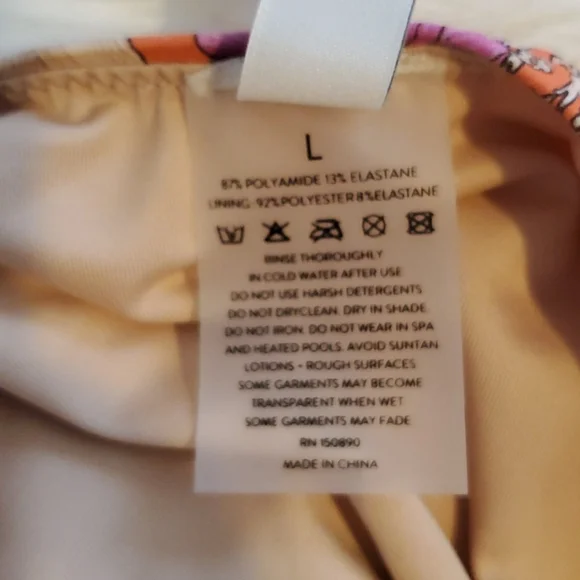 L
87% POLYAMIDE 13% ELASTANE
LINING: 92%POLYESTER 8%ELASTANE
RINSE THOROUGHLY
IN COLD WATER AFTER USE
DO NOT USE HARSH DETERGENTS
DO NOT DRYCLEAN. DRY IN SHADE.
DO NOT IRON. DO NOT WEAR IN SPA
AND HEATED POOLS. AVOID SUNTAN
LOTIONS + ROUGH SURFACES
SOME GARMENTS MAY BECOME
TRANSPARENT WHEN WET
SOME GARMENTS MAY FADE
RN 150890
MADE IN CHINA